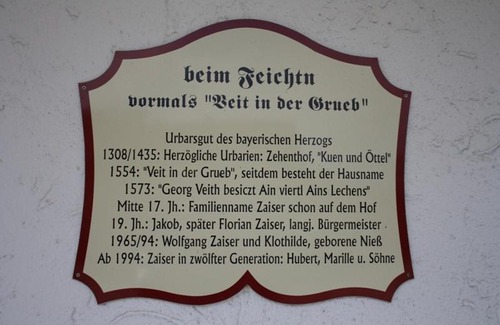 beim Feichtn
vormals "Veit in der Grueb"
Urbarsgut des bayerischen Herzogs
1308/1435: Herzögliche Urbarien: Zehenthof, "Kuen und Öttel"
1554: "Veit in der Grueb", seitdem besteht der Hausname
1573: "Georg Veith besiczt Ain viertl Ains Lechens"
Mitte 17. Jh.: Familienname Zaiser schon auf dem Hof
19. Jh.: Jakob, später Florian Zaiser, langj. Bürgermeister
1965/94: Wolfgang Zaiser und Klothilde, geborene Nieß
Ab 1994: Zaiser in zwölfter Generation: Hubert, Marille u. Söhne